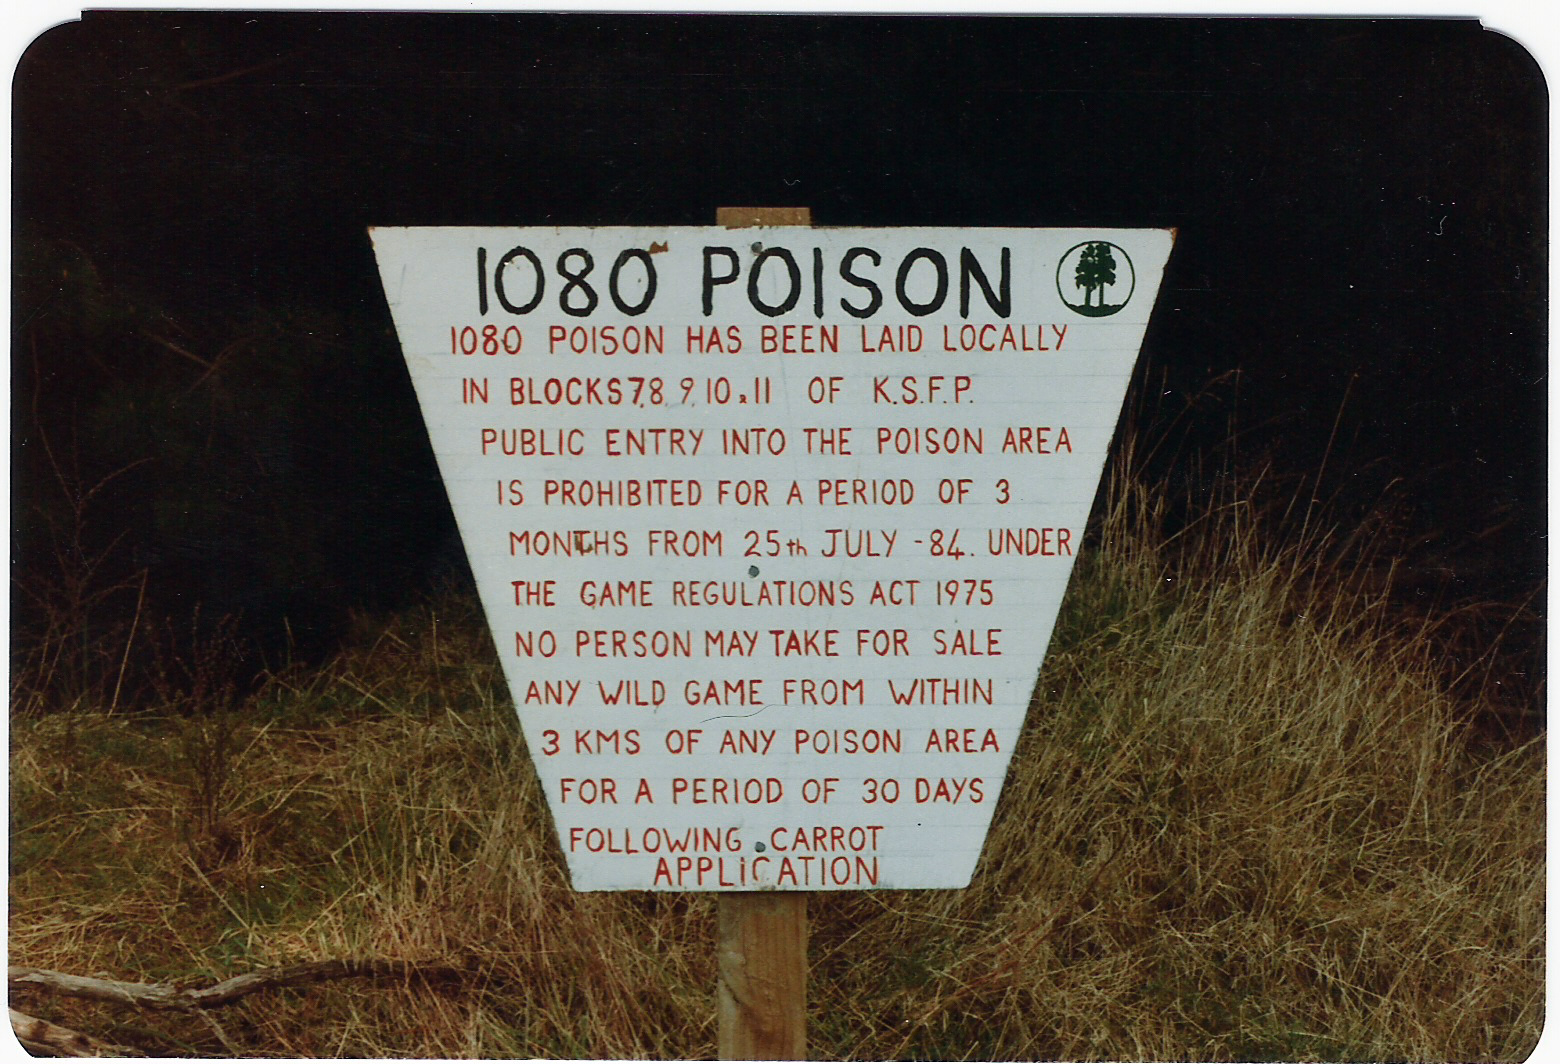 1080 POISON
1080 POISON HAS BEEN LAID LOCALLY
IN BLOCKS 7,8, 9, 10, & 11 OF K.S.F.P.
PUBLIC ENTRY INTO THE POISON AREA
IS PROHIBITED FOR A PERIOD OF 3
MONTHS FROM 25th JULY -84. UNDER
THE GAME REGULATIONS ACT 1975
NO PERSON MAY TAKE FOR SALE
ANY WILD GAME FROM WITHIN
3 KMS OF ANY POISON AREA
FOR A PERIOD OF 30 DAYS
FOLLOWING CARROT
APPLICATION